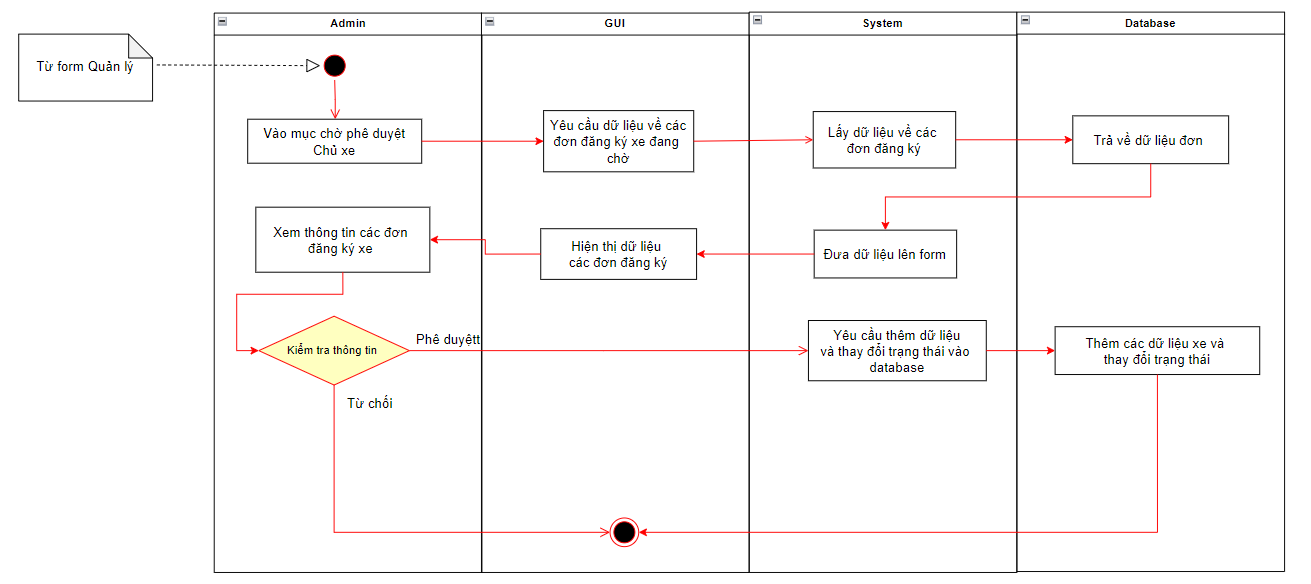 Admin
GUI
System
Database
Từ form Quản lý
Vào mục chờ phê duyệt
Chủ xe
Yêu cầu dữ liệu về các
đơn đăng ký xe đang
chờ
Lấy dữ liệu về các
đơn đăng ký
Trả về dữ liệu đơn
Xem thông tin các đơn
đăng ký xe
Hiện thị dữ liệu
các đơn đăng ký
Đưa dữ liệu lên form
Kiểm tra thông tin
Phê duyệtt
Yêu cầu thêm dữ liệu
và thay đổi trạng thái vào
database
Thêm các dữ liệu xe và
thay đổi trạng thái
Từ chối